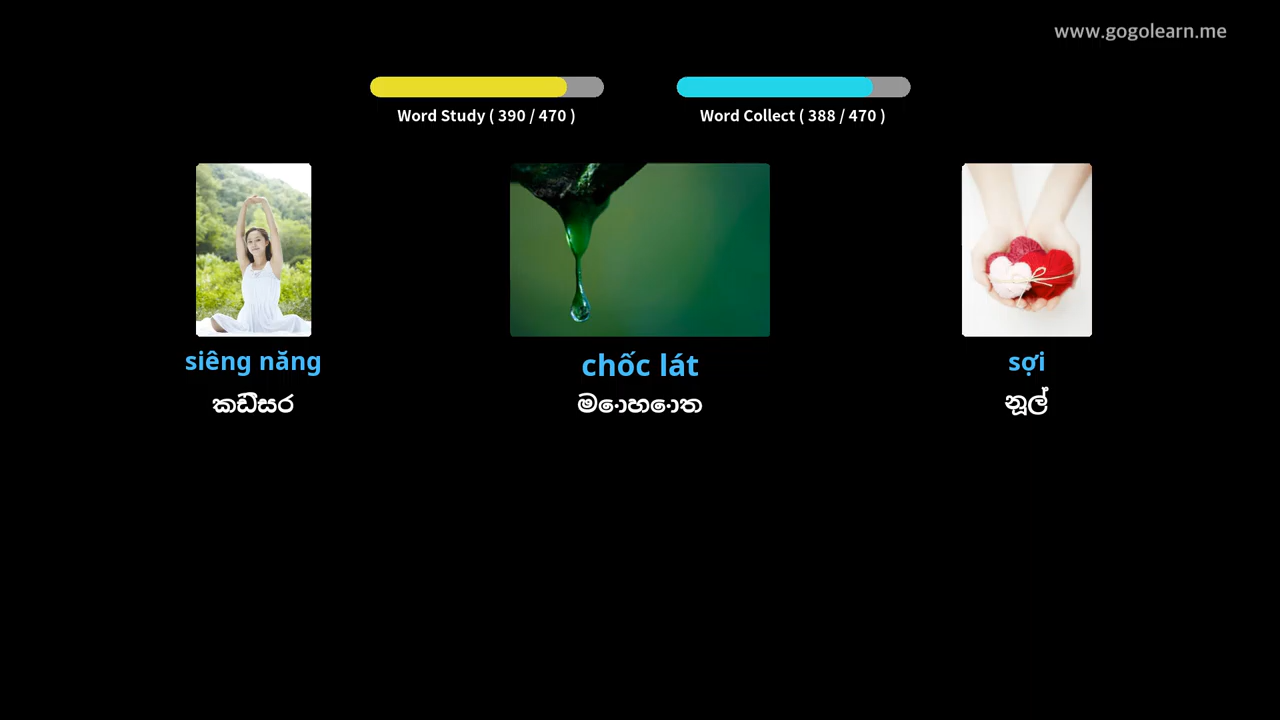 www.gogolearn.me
Word Study ( 390 / 470 )
Word Collect ( 388 / 470 )
siêng năng
කඩිසර
chốc lát
මොහොත
sợi
නූල්